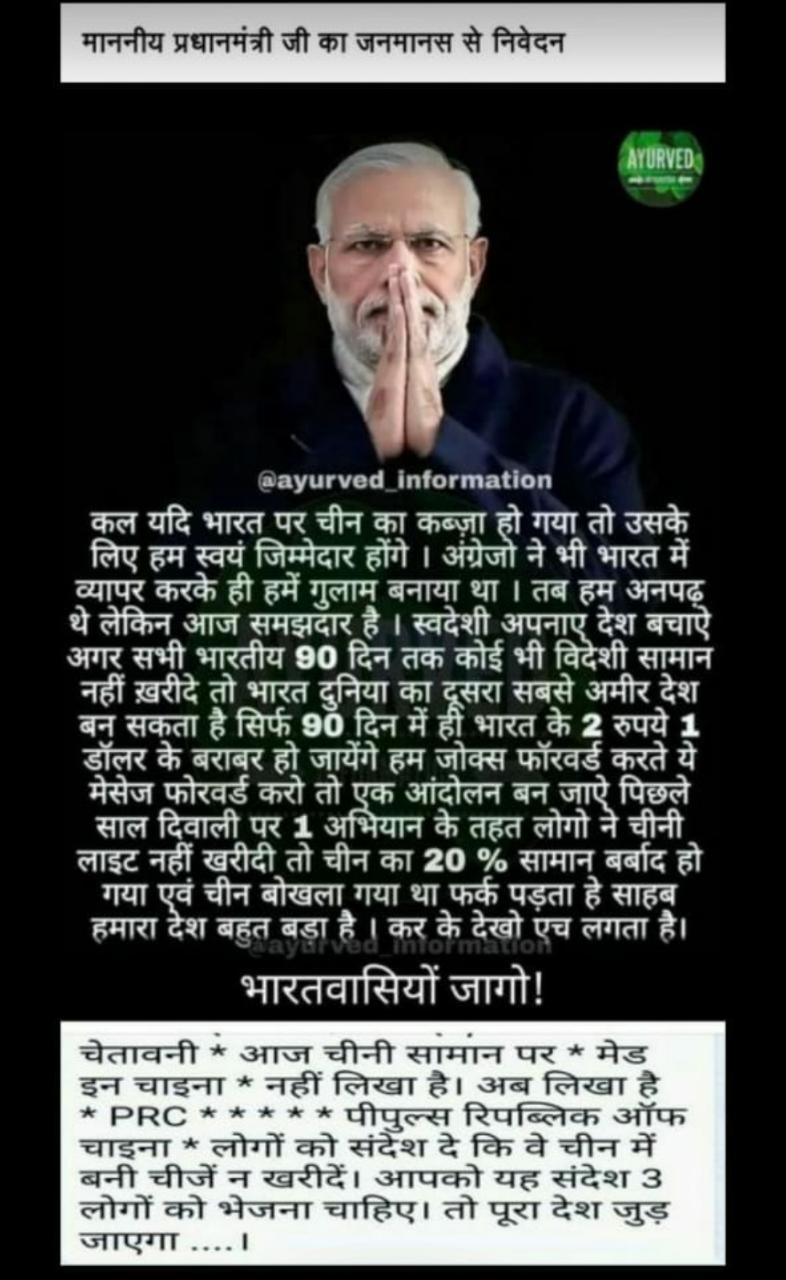 माननीय प्रधानमंत्री जी का जनमानस से निवेदन
AYURVED
@ayurved_information
कल यदि भारत पर चीन का कब्ज़ा हो गया तो उसके
लिए हम स्वयं जिम्मेदार होंगे । अंग्रेजो ने भी भारत में
व्यापर करके ही हमें गुलाम बनाया था । तब हम अनपढ़
थे लेकिन आज समझदार है । स्वदेशी अपनाए देश बचाऐ
अगर सभी भारतीय 90 दिन तक कोई भी विदेशी सामान
नहीं ख़रीदे तो भारत दुनिया का दूसरा सबसे अमीर देश
बन सकता है सिर्फ 90 दिन में ही भारत के 2 रुपये 1
डॉलर के बराबर हो जायेंगे हम जोक्स फॉरवर्ड करते ये
मेसेज फोरवर्ड करो तो एक आंदोलन बन जाऐ पिछले
साल दिवाली पर 1 अभियान के तहत लोगो ने चीनी
लाइट नहीं खरीदी तो चीन का 20 % सामान बर्बाद हो
गया एवं चीन बोखला गया था फर्क पड़ता हे साहब
हमारा देश बहुत बड़ा है । कर के देखो एच लगता है।
@ayurved_information
भारतवासियों जागो!
चेतावनी * आज चीनी सामान पर * मेड
इन चाइना * नहीं लिखा है। अब लिखा है
* PRC * * * * * पीपुल्स रिपब्लिक ऑफ
चाइना * लोगों को संदेश दे कि वे चीन में
बनी चीजें न खरीदें। आपको यह संदेश 3
लोगों को भेजना चाहिए। तो पूरा देश जुड़
जाएगा ....।